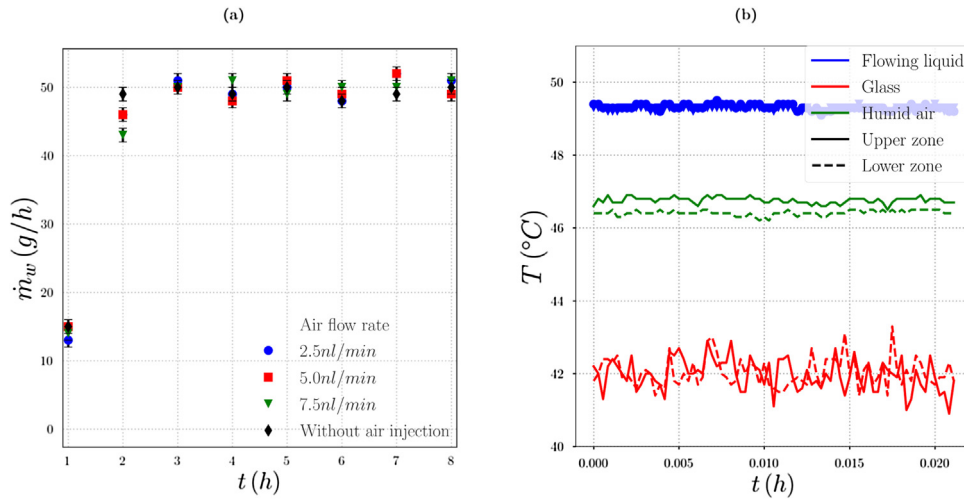 (a)
50
40
30
20
10
0
ṁ_w (g/h)
Air flow rate
2.5nl/min
5.0nl/min
7.5nl/min
Without air injection
1 2 3 4 5 6 7 8
t (h)
(b)
50
48
46
44
42
40
T (°C)
Flowing liquid
Glass
Humid air
Upper zone
Lower zone
0.000 0.005 0.010 0.015 0.020
t (h)